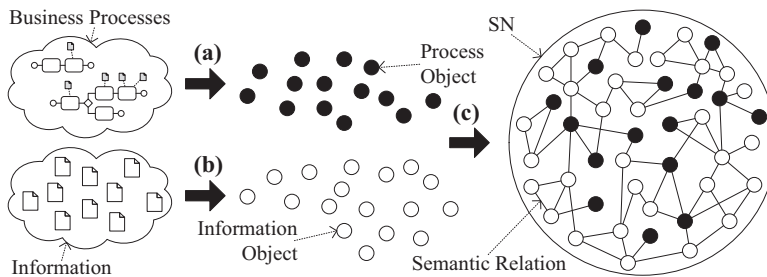 Business Processes
(a)
Process
Object
(b)
Information
Object
Information
(c)
SN
Semantic Relation